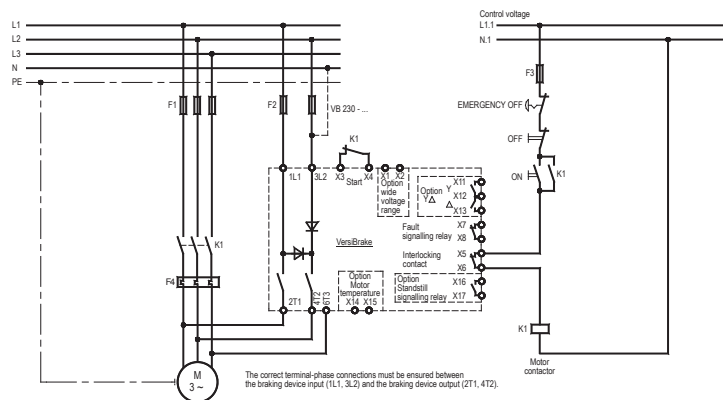 L1
L2
L3
N
PE
Control voltage
L1.1
N.1
F1
F2
VB 230 - ...
F3
EMERGENCY OFF
OFF
ON
K1
K1
1L1
3L2
X3
X4
Start
X1
X2
Option
wide
voltage
range
Option
Y△
Y
△
X11
X12
X13
Fault
signalling relay
X7
X8
VersiBrake
Interlocking
contact
X5
X6
Option
Motor
temperature
X14
X15
Option
Standstill
signalling relay
X16
X17
K1
F4
2T1
4T2
6T3
K1
Motor
contactor
M
3 ~
The correct terminal-phase connections must be ensured between
the braking device input (1L1, 3L2) and the braking device output (2T1, 4T2).